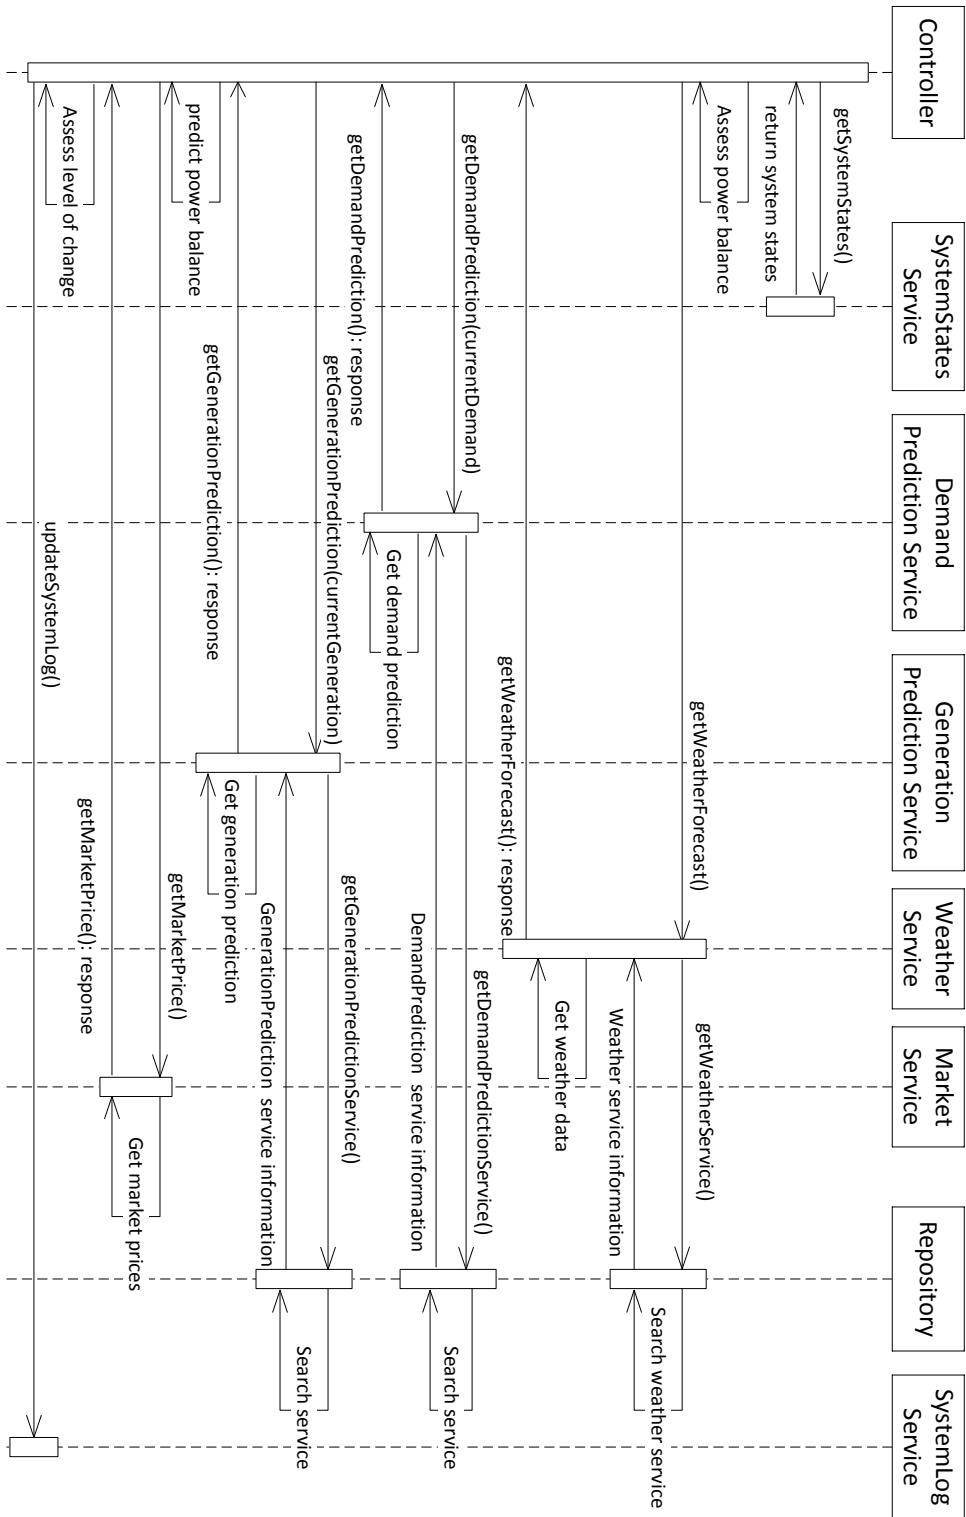 Controller
SystemStates
Service
Demand
Prediction Service
Generation
Prediction Service
Weather
Service
Market
Service
Repository
SystemLog
Service
getSystemStates()
return system states
Assess power balance
getWeatherForecast()
getWeatherService()
Search weather service
Weather service information
Get weather data
getWeatherForecast(): response
getDemandPrediction(currentDemand)
getDemandPredictionService()
Search service
DemandPrediction service information
Get demand prediction
getDemandPrediction(): response
getGenerationPrediction(currentGeneration)
getGenerationPredictionService()
Search service
GenerationPrediction service information
Get generation prediction
getGenerationPrediction(): response
predict power balance
getMarketPrice()
Get market prices
getMarketPrice(): response
Assess level of change
updateSystemLog()